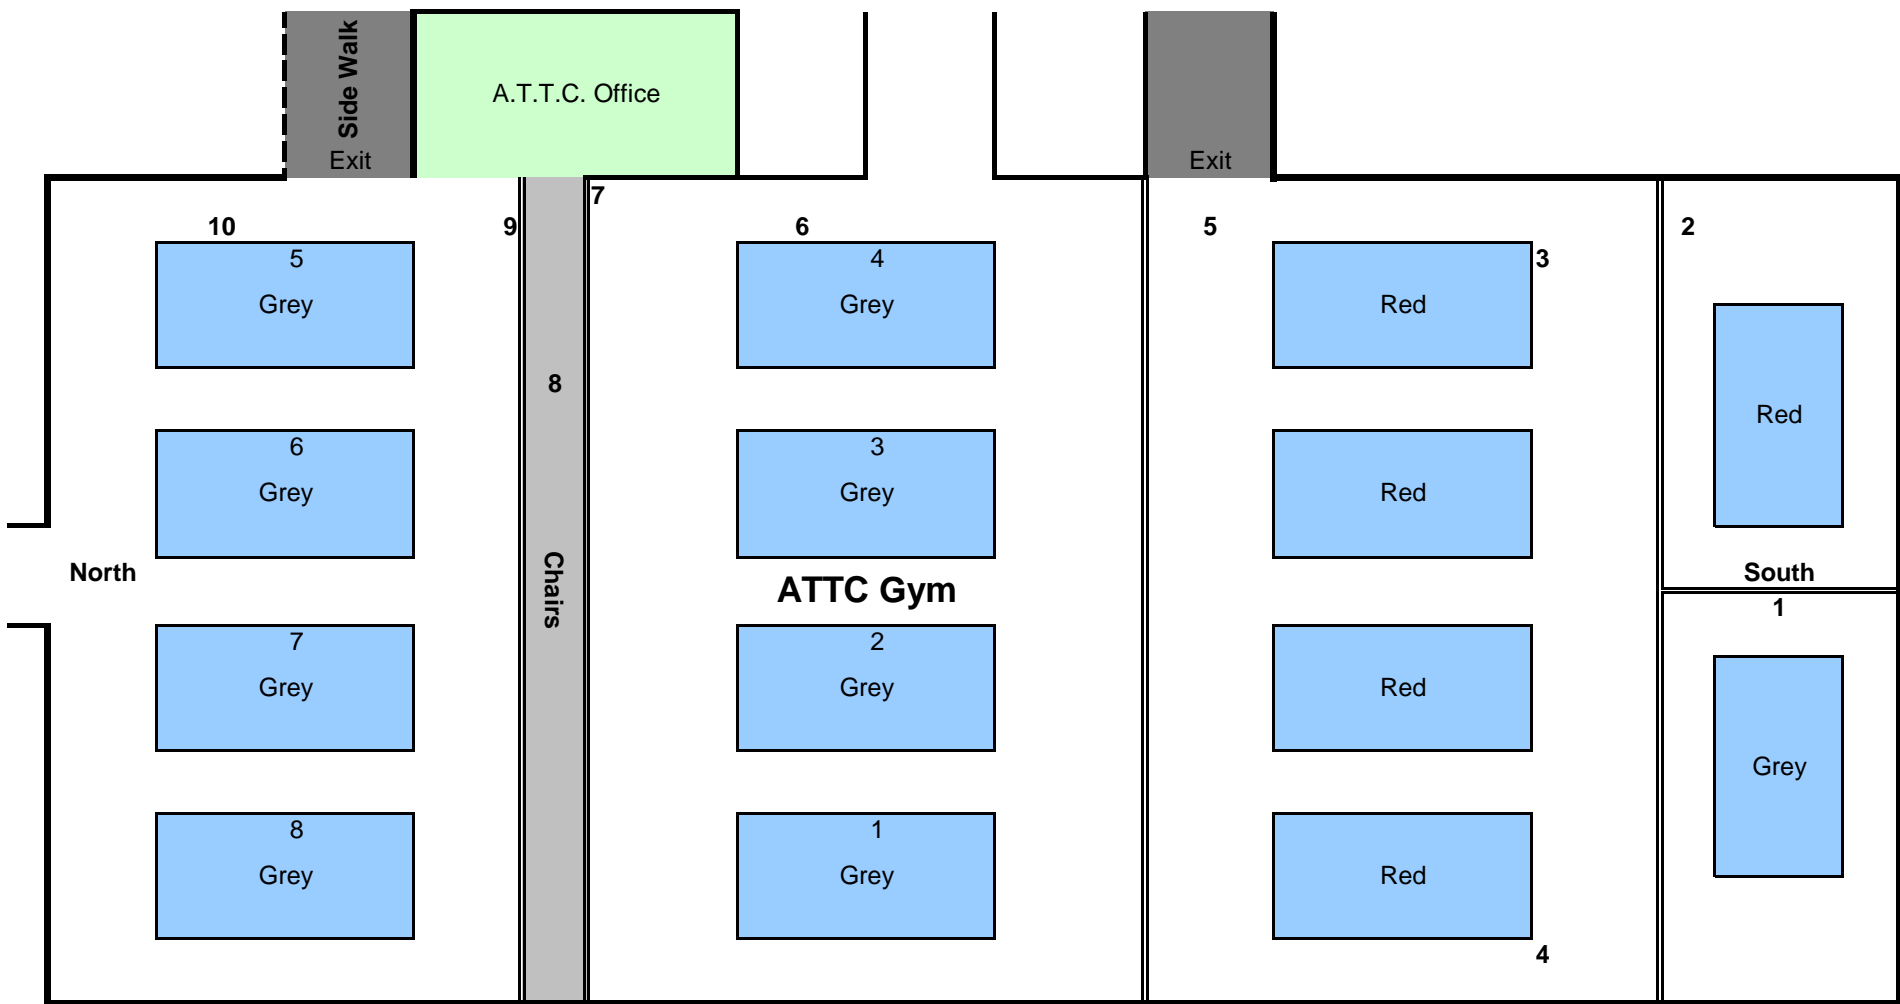 Side Walk
A.T.T.C. Office
Exit
Exit
7
10
9
6
5
2
5
4
3
Grey
Grey
Red
8
Red
6
3
Grey
Grey
Red
North
Chairs
ATTC Gym
South
1
7
2
Grey
Grey
Red
Grey
8
1
Grey
Grey
Red
4